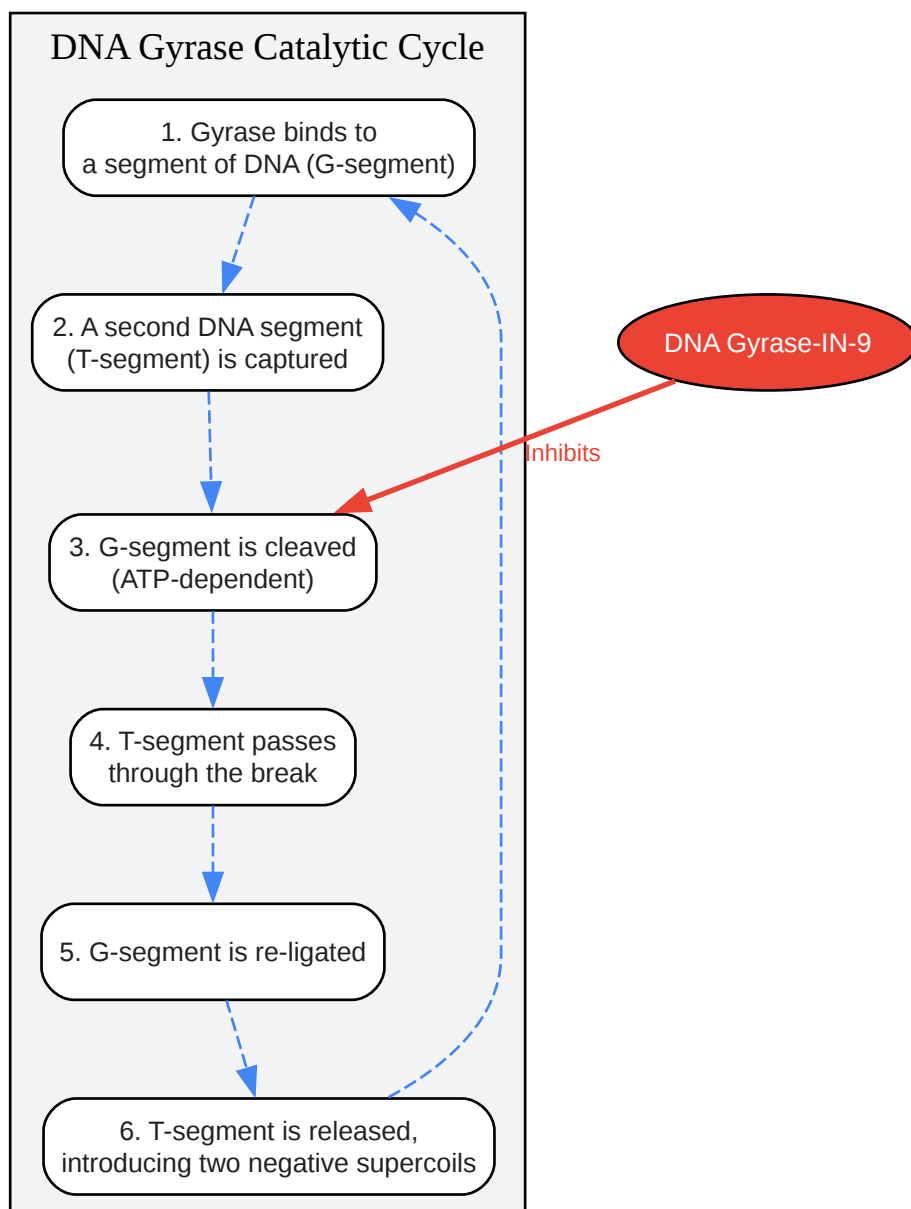 DNA Gyrase Catalytic Cycle
1. Gyrase binds to
a segment of DNA (G-segment)
2. A second DNA segment
(T-segment) is captured
DNA Gyrase-IN-9
Inhibits
3. G-segment is cleaved
(ATP-dependent)
4. T-segment passes
through the break
5. G-segment is re-ligated
6. T-segment is released,
introducing two negative supercoils